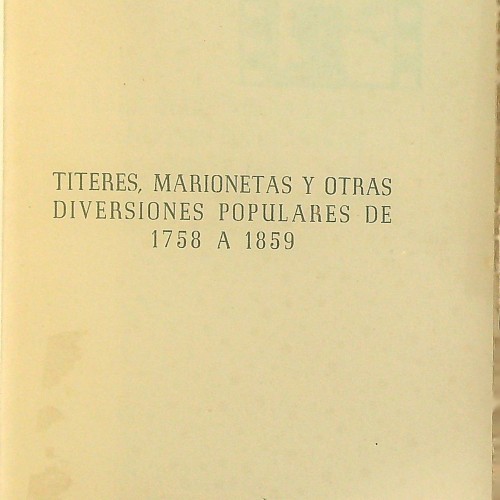 TITERES, MARIONETAS Y OTRAS
DIVERSIONES POPULARES DE
1758 A 1859